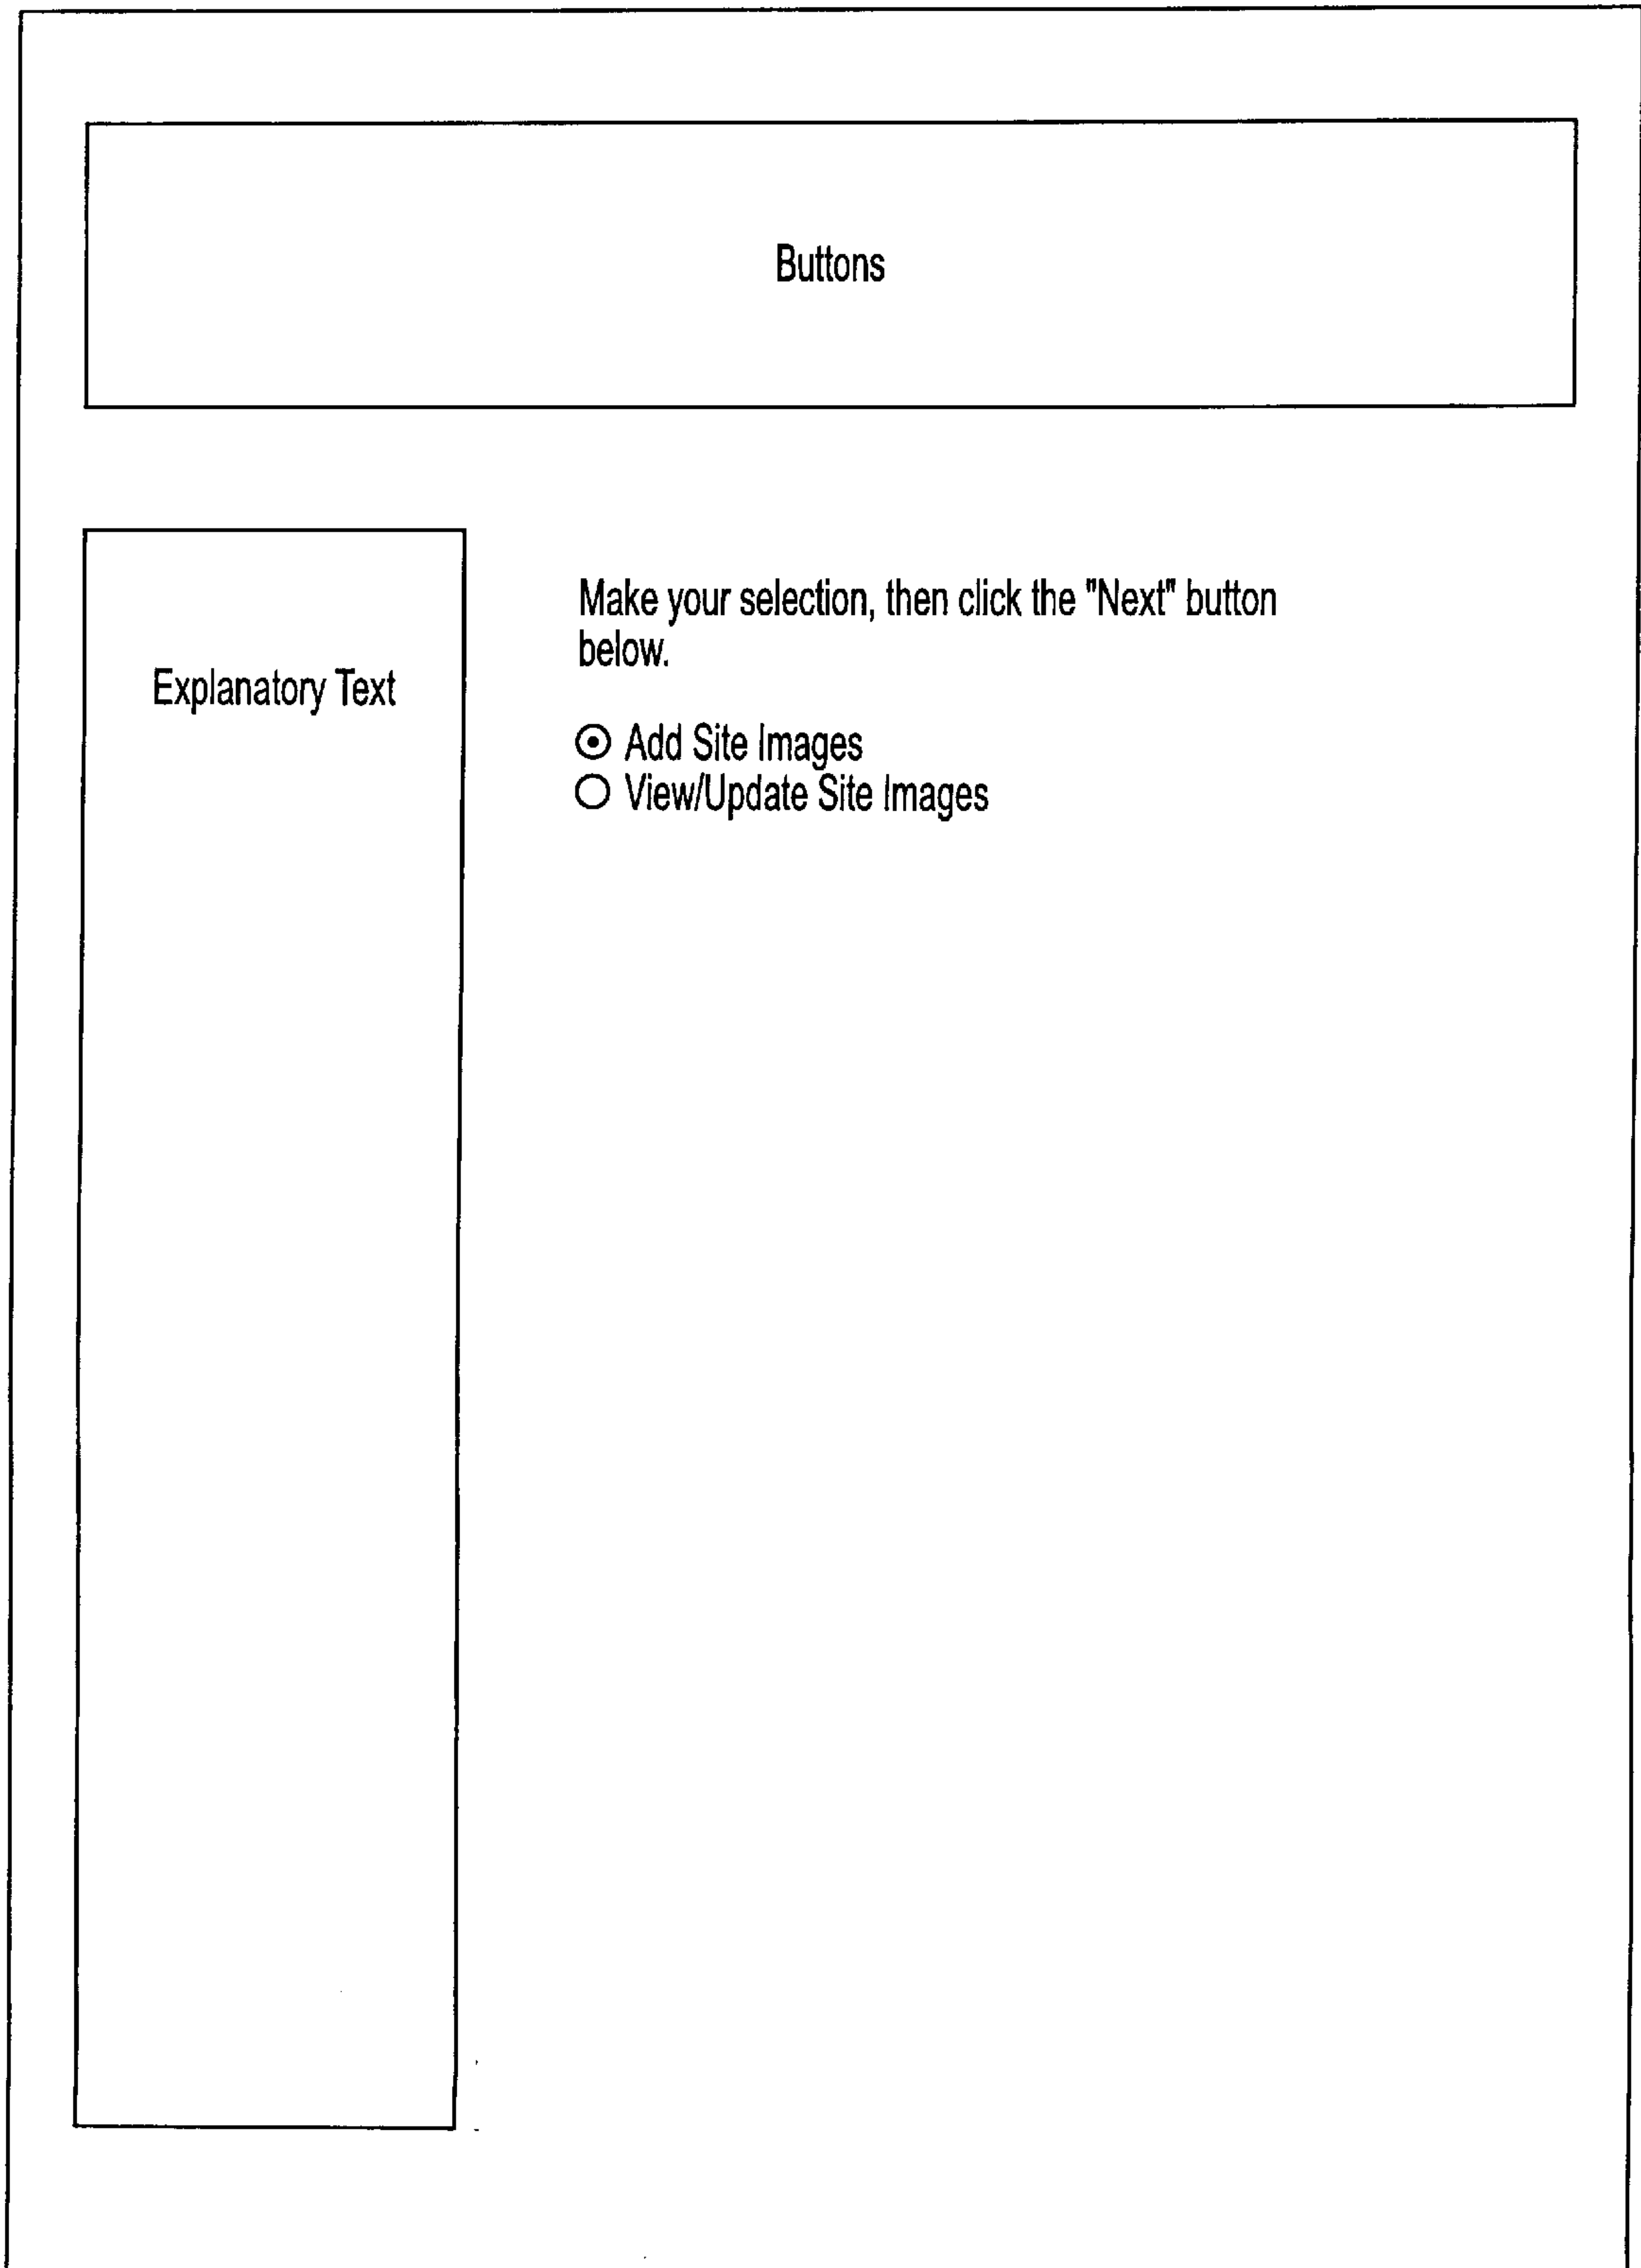 Buttons
Explanatory Text
Make your selection, then click the "Next" button
below.
Add Site Images
View/Update Site Images